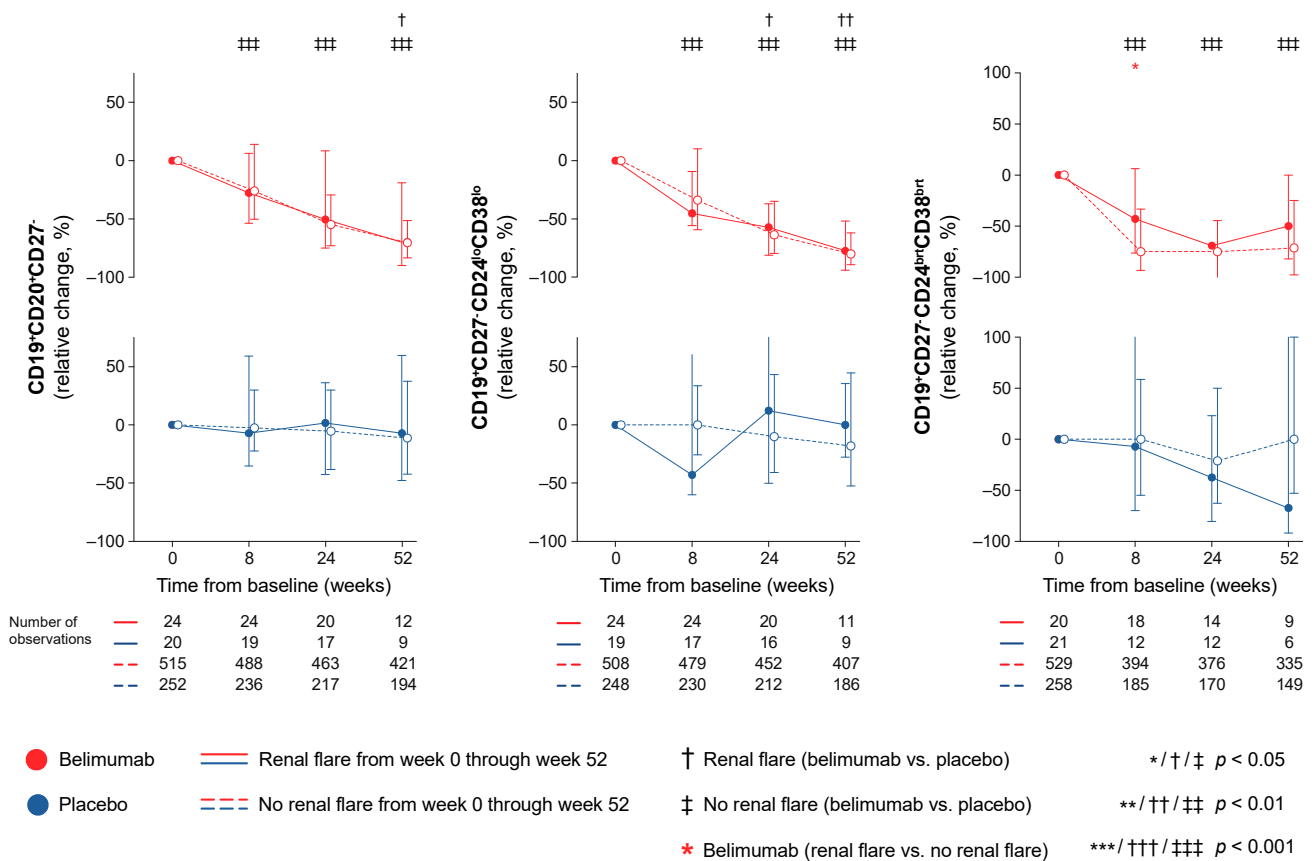 † † ††
‡‡‡ ‡‡‡ ‡‡‡ ‡‡‡ ‡‡‡ ‡‡‡ ‡‡‡ ‡‡‡ ‡‡‡
*
CD19⁺CD20⁺CD27⁻
(relative change, %)
50
0
–50
–100
50
0
–50
–100
0 8 24 52
Time from baseline (weeks)
CD19⁺CD27⁻CD24ˡᵒCD38ˡᵒ
(relative change, %)
50
0
–50
–100
50
0
–50
–100
0 8 24 52
Time from baseline (weeks)
CD19⁺CD27⁻CD24ᵇʳᵗCD38ᵇʳᵗ
(relative change, %)
100
50
0
–50
–100
100
50
0
–50
–100
0 8 24 52
Time from baseline (weeks)
Number of
observations
24 24 20 12
20 19 17 9
515 488 463 421
252 236 217 194
24 24 20 11
19 17 16 9
508 479 452 407
248 230 212 186
20 18 14 9
21 12 12 6
529 394 376 335
258 185 170 149
Belimumab
Placebo
Renal flare from week 0 through week 52
No renal flare from week 0 through week 52
† Renal flare (belimumab vs. placebo)
‡ No renal flare (belimumab vs. placebo)
* Belimumab (renal flare vs. no renal flare)
*/†/‡ p < 0.05
**/††/‡‡ p < 0.01
***/†††/‡‡‡ p < 0.001